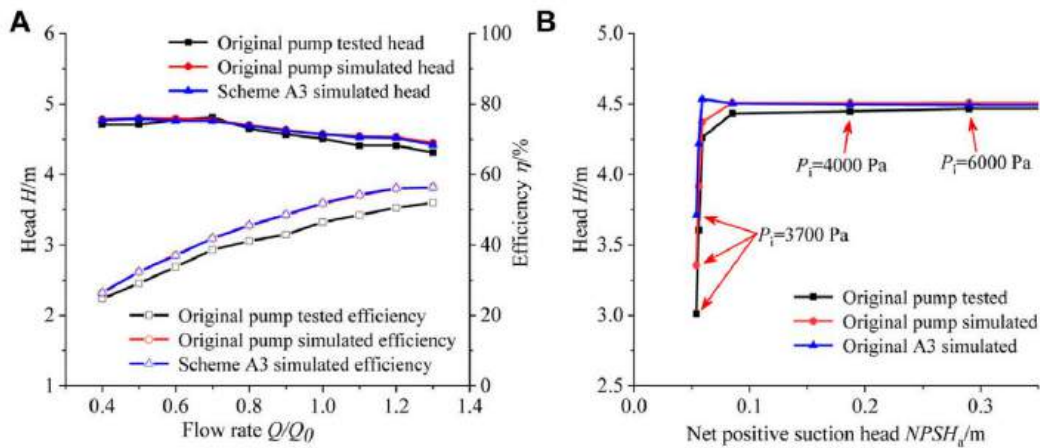 A
Original pump tested head
Original pump simulated head
Scheme A3 simulated head
Original pump tested efficiency
Original pump simulated efficiency
Scheme A3 simulated efficiency
Head H/m
6
5
4
3
2
1
Efficiency η/%
100
80
60
40
20
0
0.4 0.6 0.8 1.0 1.2 1.4
Flow rate Q/Q0
B
Head H/m
5.0
4.5
4.0
3.5
3.0
2.5
Pi=4000 Pa
Pi=6000 Pa
Pi=3700 Pa
Original pump tested
Original pump simulated
Original A3 simulated
0.0 0.1 0.2 0.3
Net positive suction head NPSHa/m